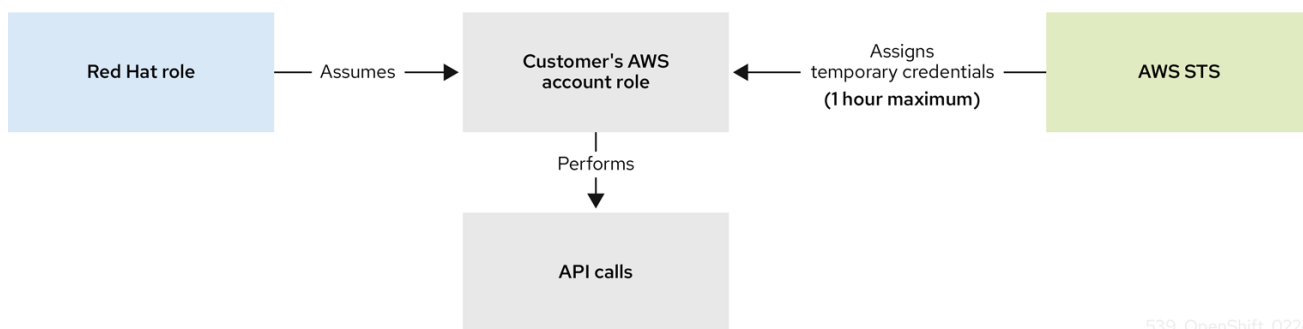 Red Hat role
Assumes
Customer's AWS
account role
Assigns
temporary credentials
(1 hour maximum)
AWS STS
Performs
API calls
539_OpenShift_022